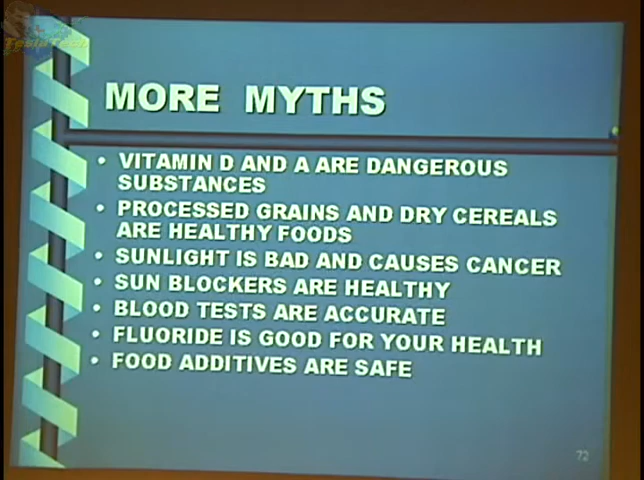 TeslaTech
MORE MYTHS
• VITAMIN D AND A ARE DANGEROUS
SUBSTANCES
• PROCESSED GRAINS AND DRY CEREALS
ARE HEALTHY FOODS
• SUNLIGHT IS BAD AND CAUSES CANCER
• SUN BLOCKERS ARE HEALTHY
• BLOOD TESTS ARE ACCURATE
• FLUORIDE IS GOOD FOR YOUR HEALTH
• FOOD ADDITIVES ARE SAFE
72